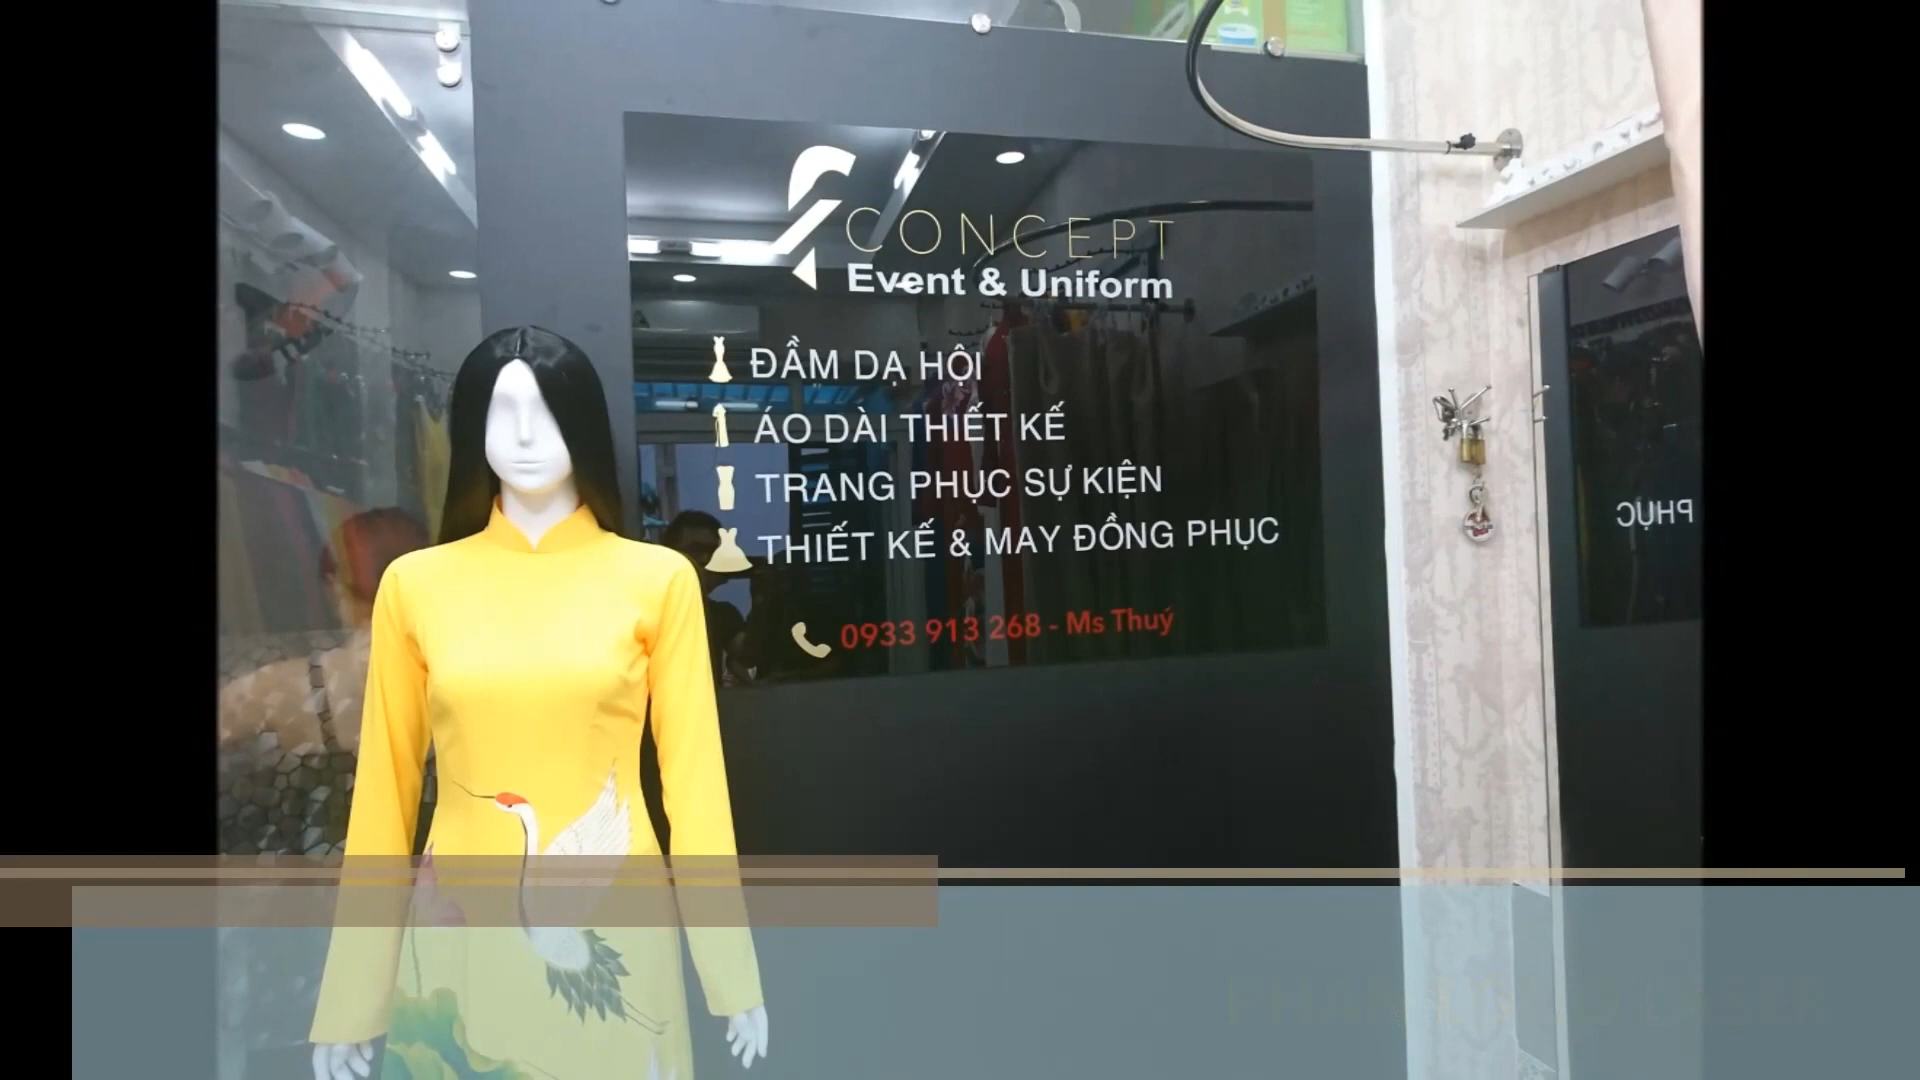 CONCEPT
Event & Uniform
ĐẦM DẠ HỘI
ÁO DÀI THIẾT KẾ
TRANG PHỤC SỰ KIỆN
THIẾT KẾ & MAY ĐỒNG PHỤC
0933 913 268 - Ms Thuý
PHỤC